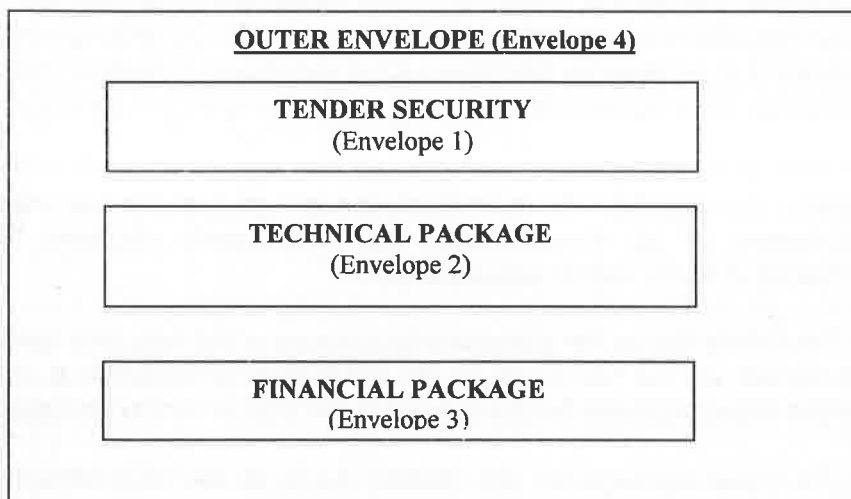 OUTER ENVELOPE (Envelope 4)
TENDER SECURITY
(Envelope 1)
TECHNICAL PACKAGE
(Envelope 2)
FINANCIAL PACKAGE
(Envelope 3)